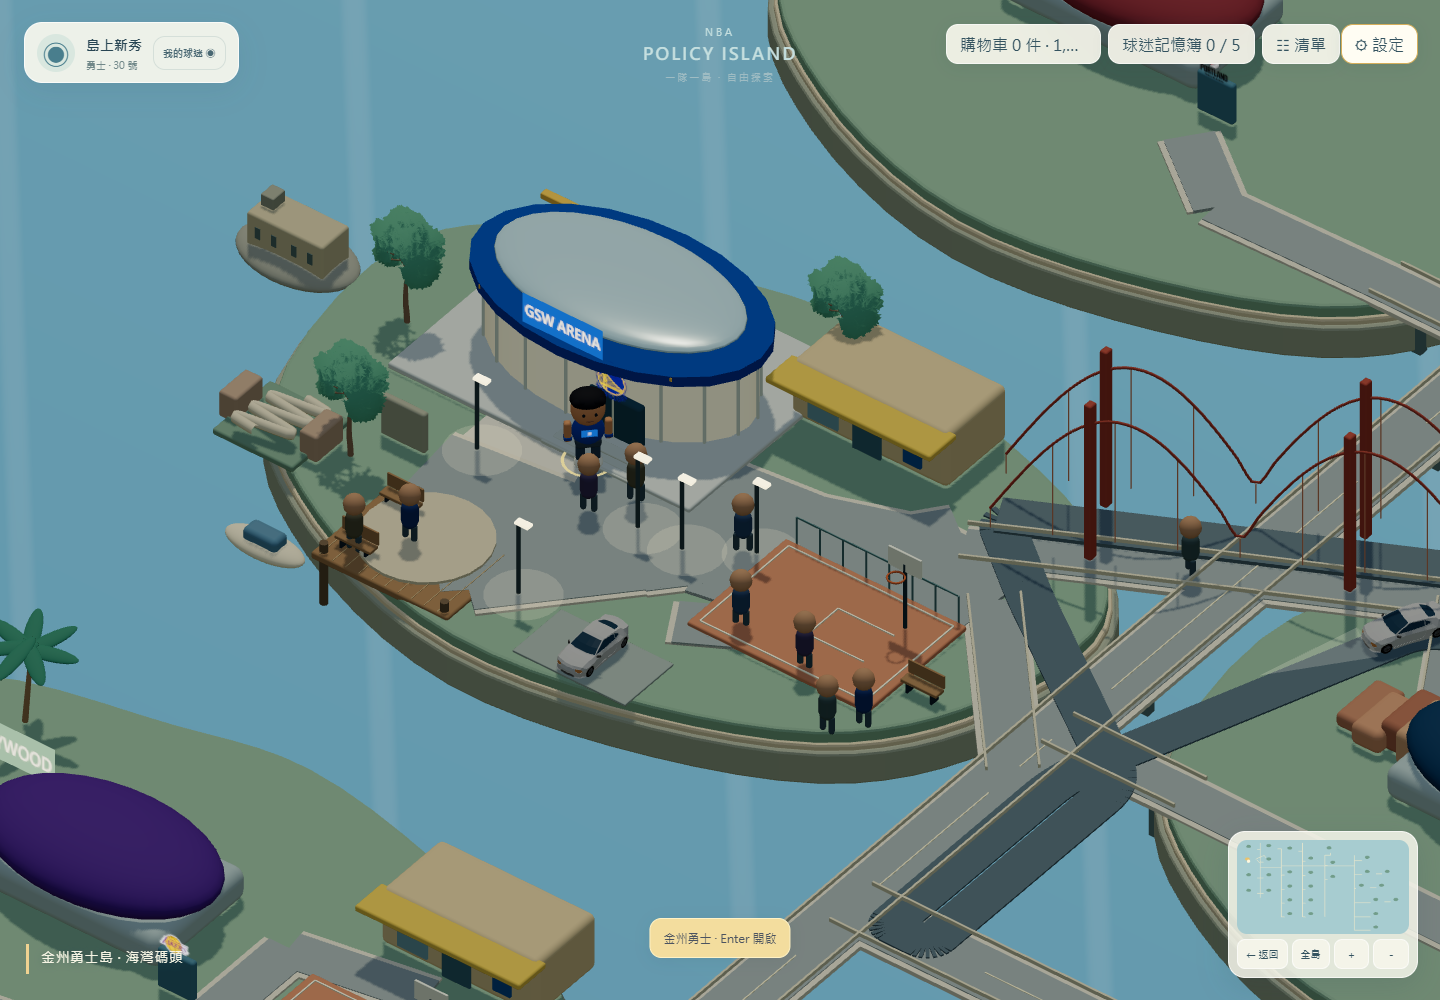 島上新秀
勇士 · 30 號
我的球迷 ◉
NBA
POLICY ISLAND
一隊一島 · 自由探索
購物車 0 件 · 1,...
球迷記憶簿 0 / 5
☷ 清單
⚙ 設定
PORTLAND
GSW ARENA
YWOOD
金州勇士島 · 海灣碼頭
金州勇士 · Enter 開啟
← 返回
全島
+
-